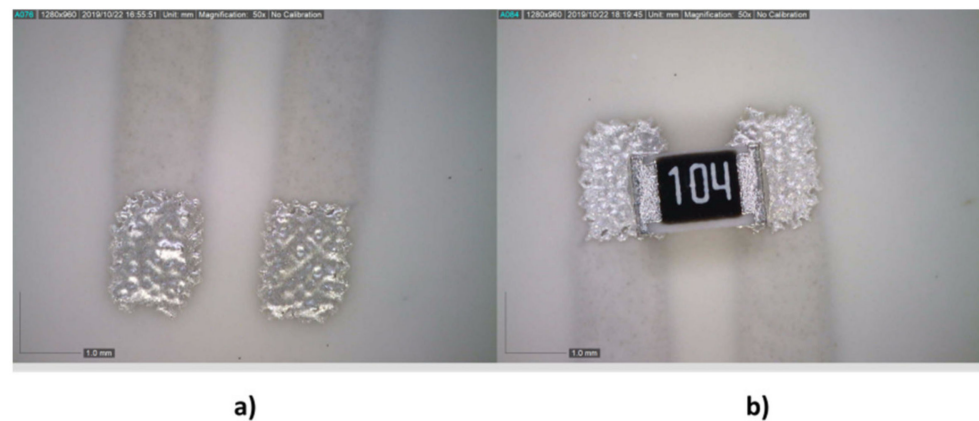 A076 | 1280x960 | 2019/10/22 16:55:51 | Unit: mm | Magnification: 50x | No Calibration
A084 | 1280x960 | 2019/10/22 18:19:45 | Unit: mm | Magnification: 50x | No Calibration
104
1.0 mm
1.0 mm
a)
b)